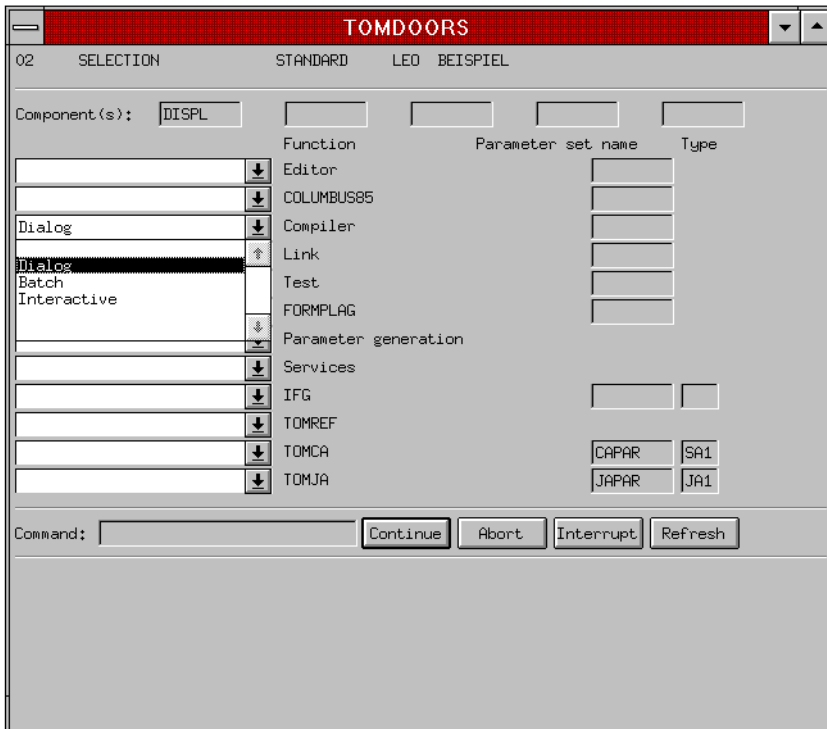 TOMDOORS
02 SELECTION STANDARD LEO BEISPIEL
Component(s): DISPL
Function Parameter set name Type
Editor
COLUMBUS85
Dialog Compiler
Link
Dialog
Batch Test
Interactive
FORMPLAG
Parameter generation
Services
IFG
TOMREF
TOMCA CAPAR SA1
TOMJA JAPAR JA1
Command: Continue Abort Interrupt Refresh